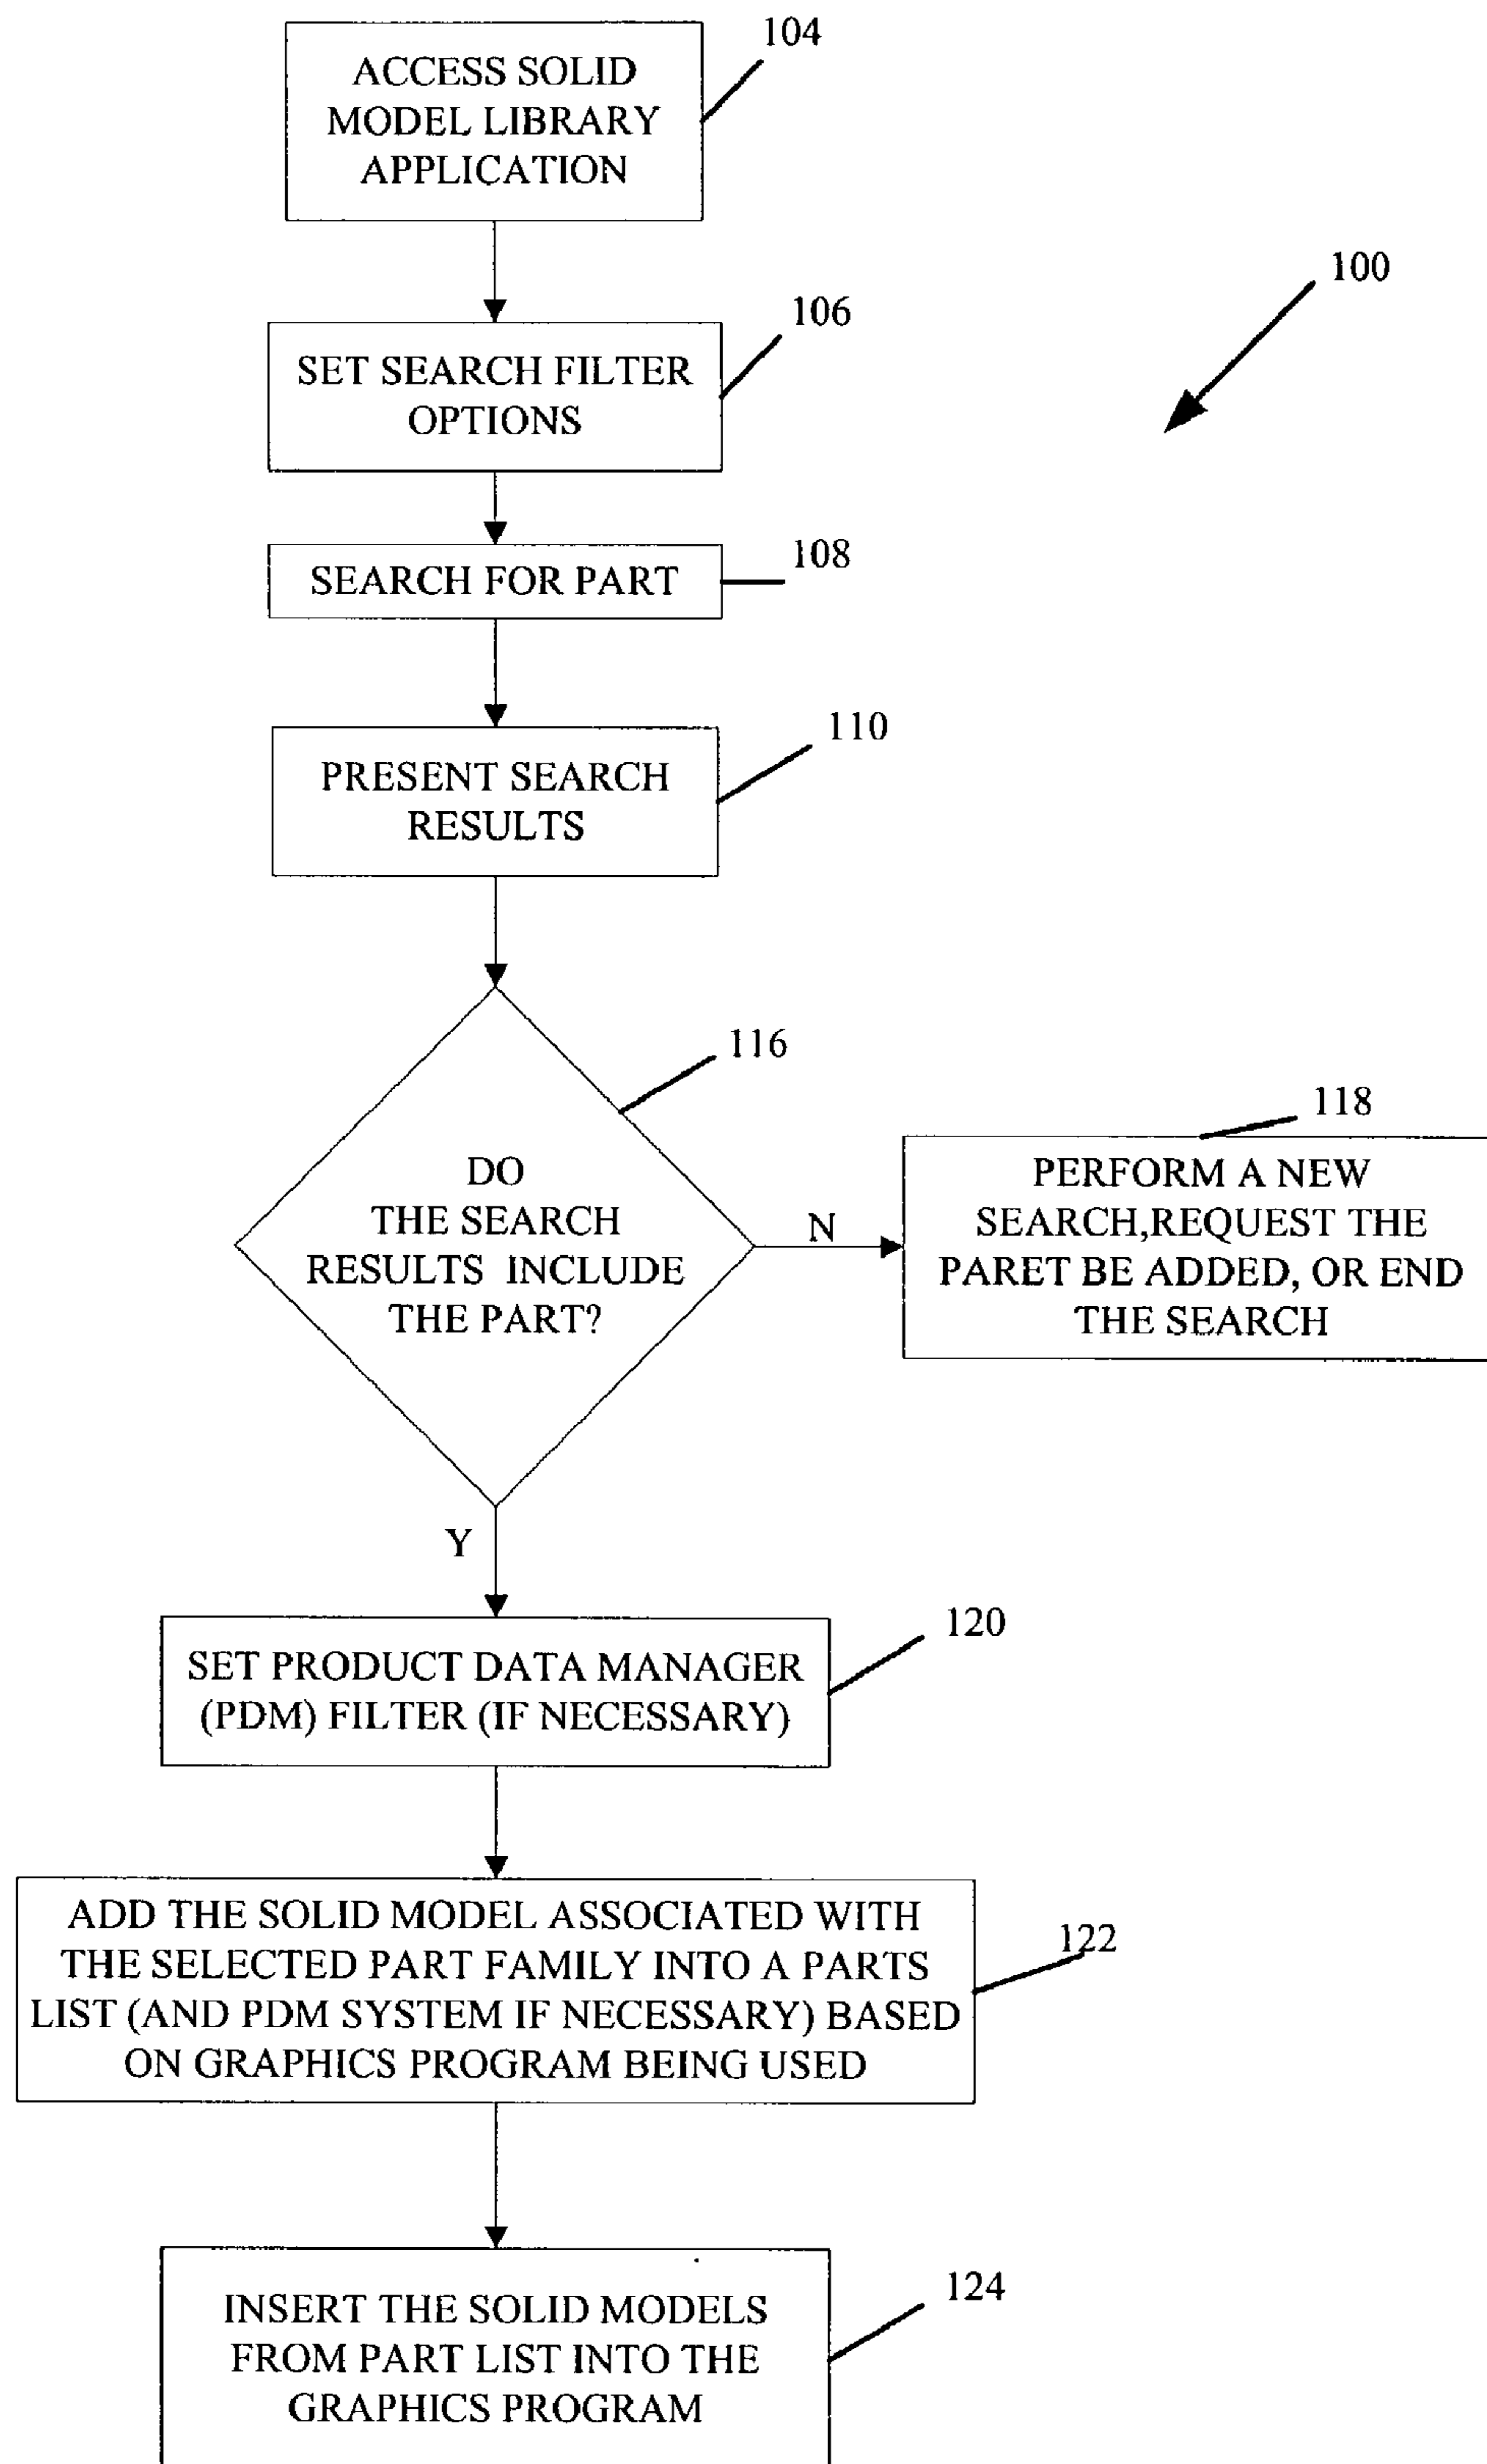 104
ACCESS SOLID
MODEL LIBRARY
APPLICATION
100
106
SET SEARCH FILTER
OPTIONS
108
SEARCH FOR PART
110
PRESENT SEARCH
RESULTS
116
DO
THE SEARCH
RESULTS INCLUDE
THE PART?
N
118
PERFORM A NEW
SEARCH,REQUEST THE
PARET BE ADDED, OR END
THE SEARCH
Y
120
SET PRODUCT DATA MANAGER
(PDM) FILTER (IF NECESSARY)
122
ADD THE SOLID MODEL ASSOCIATED WITH
THE SELECTED PART FAMILY INTO A PARTS
LIST (AND PDM SYSTEM IF NECESSARY) BASED
ON GRAPHICS PROGRAM BEING USED
124
INSERT THE SOLID MODELS
FROM PART LIST INTO THE
GRAPHICS PROGRAM